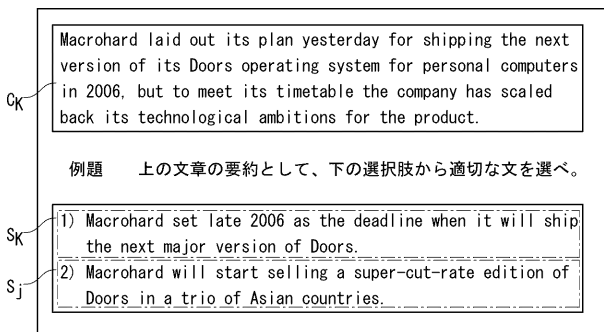 Macrohard laid out its plan yesterday for shipping the next
version of its Doors operating system for personal computers
in 2006, but to meet its timetable the company has scaled
back its technological ambitions for the product.
CK
例題 上の文章の要約として、下の選択肢から適切な文を選べ。
SK
1) Macrohard set late 2006 as the deadline when it will ship
the next major version of Doors.
Sj
2) Macrohard will start selling a super-cut-rate edition of
Doors in a trio of Asian countries.